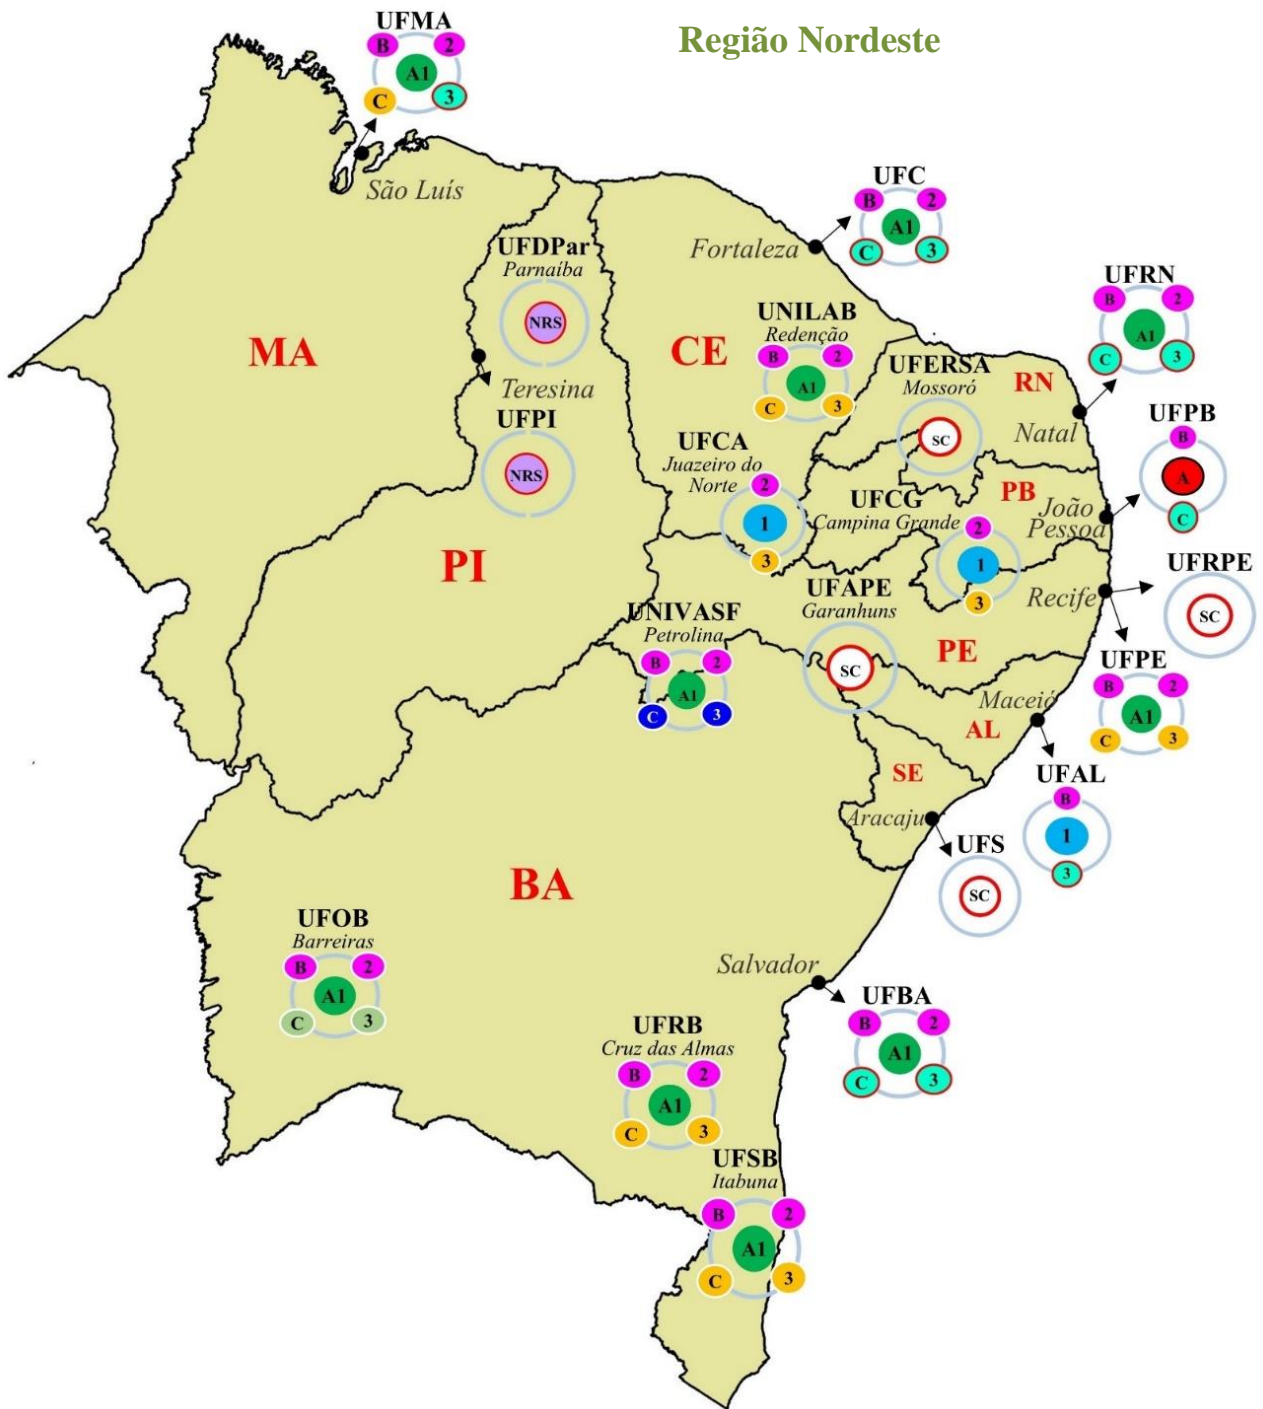 Região Nordeste
UFMA
B 2
A1
C 3
São Luís
UFC
B 2
A1
C 3
Fortaleza
UFDPar
Parnaíba
NRS
UFRN
B 2
A1
C 3
UNILAB
Redenção
B 2
A1
C 3
MA
CE
UFERSA
Mossoró
SC
RN
Natal
Teresina
UFPI
NRS
UFPB
B
A
C
UFCA
Juazeiro do
Norte
2
1
3
UFCG
Campina Grande
2
1
3
PB
João
Pessoa
PI
UFRPE
SC
Recife
UFAPE
Garanhuns
SC
UNIVASF
Petrolina
B 2
A1
C 3
PE
UFPE
B 2
A1
C 3
Maceió
AL
SE
UFAL
B
1
3
Aracaju
UFS
SC
BA
UFOB
Barreiras
B 2
A1
C 3
Salvador
UFBA
B 2
A1
C 3
UFRB
Cruz das Almas
B 2
A1
C 3
UFSB
Itabuna
B 2
A1
C 3